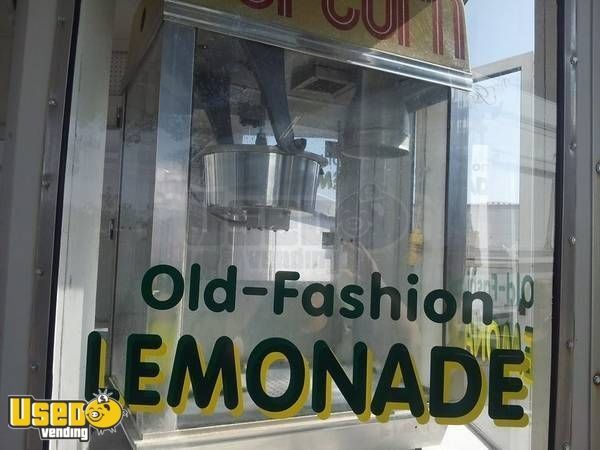 Old-Fashion
LEMONADE
USED
vending